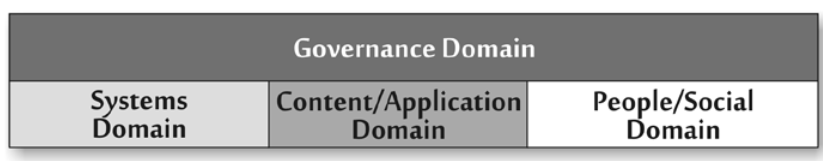 Governance Domain
Systems
Domain
Content/Application
Domain
People/Social
Domain